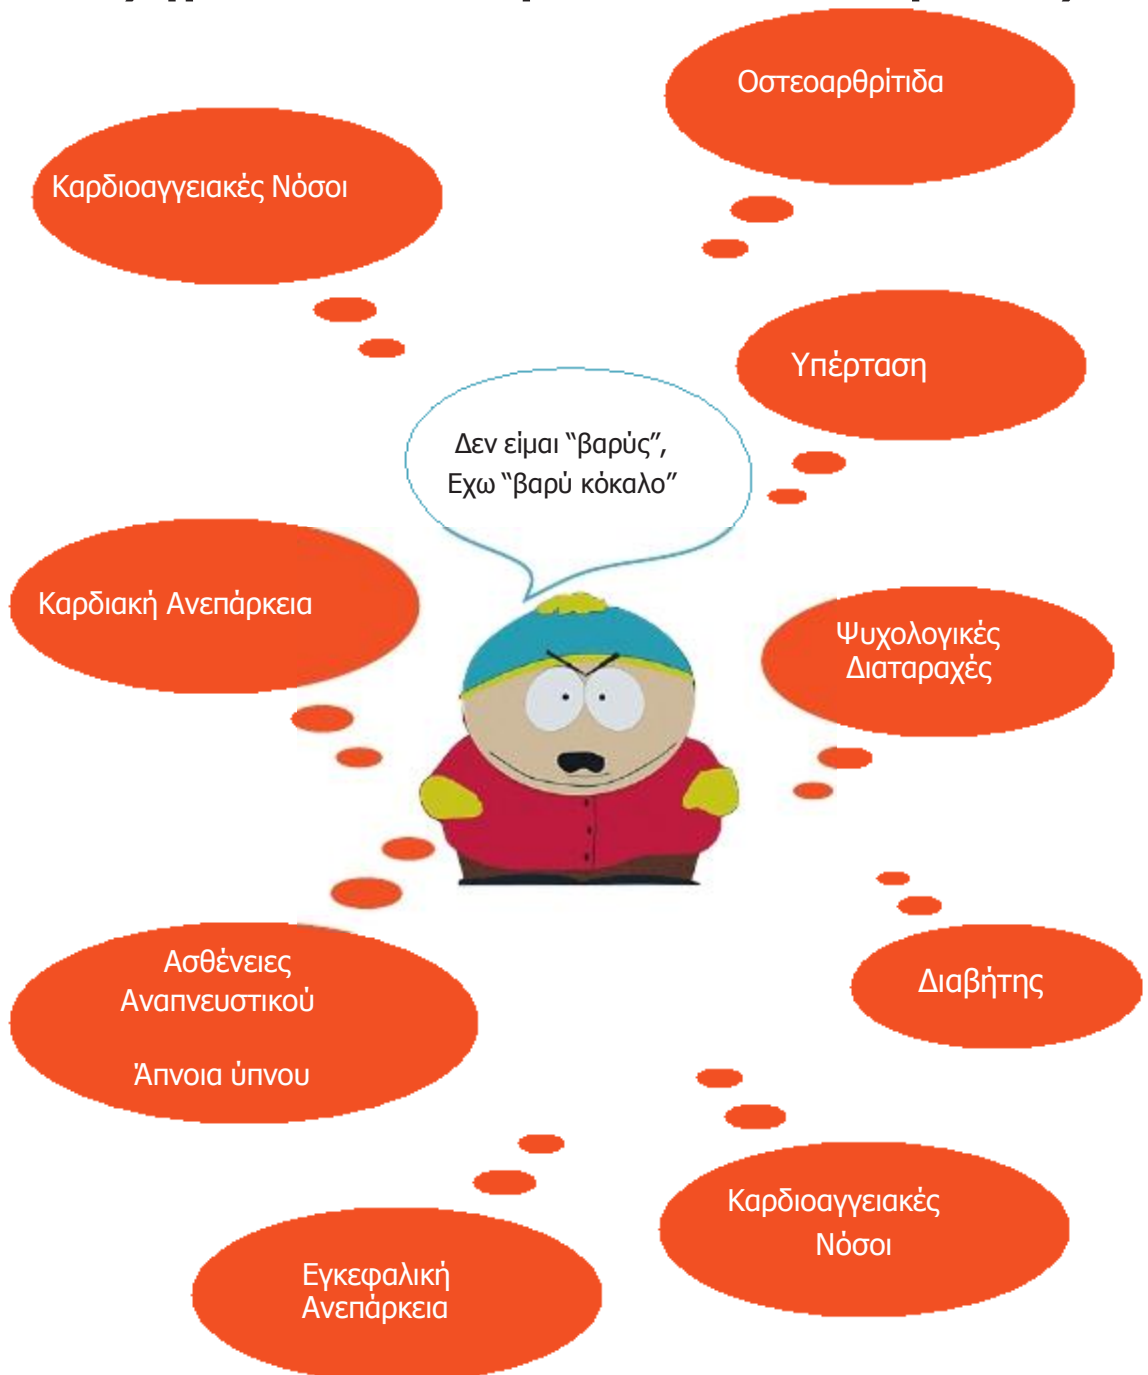 Οστεοαρθρίτιδα
Καρδιοαγγειακές Νόσοι
Υπέρταση
Δεν είμαι “βαρύς”,
Εχω “βαρύ κόκαλο”
Καρδιακή Ανεπάρκεια
Ψυχολογικές
Διαταραχές
Ασθένειες
Αναπνευστικού
Άπνοια ύπνου
Διαβήτης
Καρδιοαγγειακές
Νόσοι
Εγκεφαλική
Ανεπάρκεια